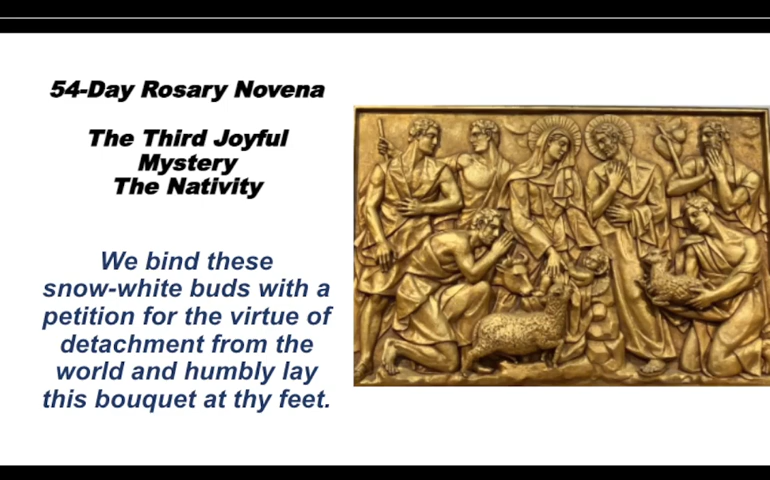 54-Day Rosary Novena
The Third Joyful
Mystery
The Nativity
We bind these
snow-white buds with a
petition for the virtue of
detachment from the
world and humbly lay
this bouquet at thy feet.